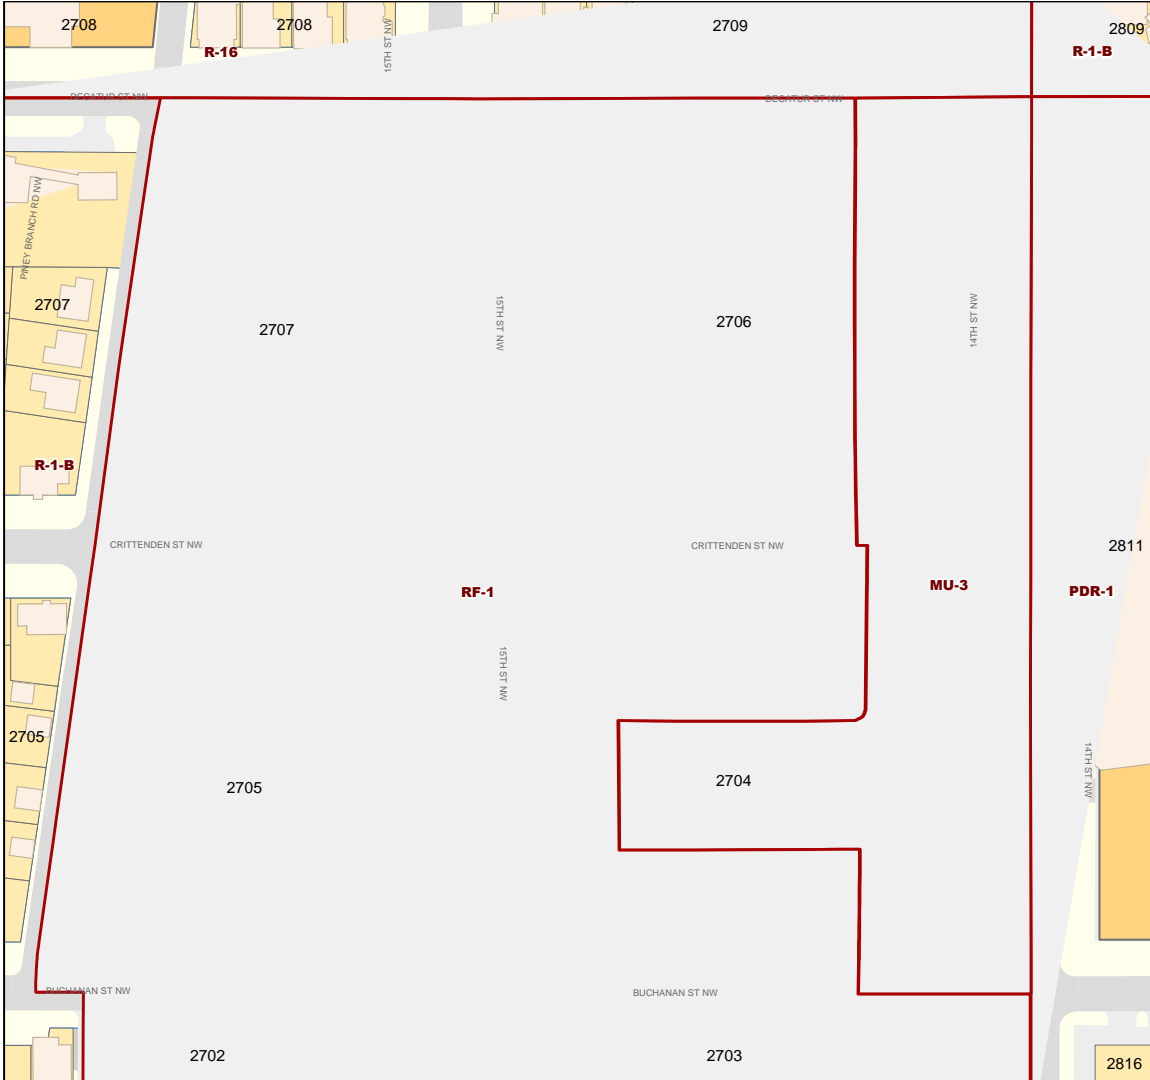 2708
2708
2709
2809
R-16
R-1-B
15TH ST NW
DECATUR ST NW
DECATUR ST NW
PINEY BRANCH RD NW
2707
2707
15TH ST NW
2706
14TH ST NW
R-1-B
CRITTENDEN ST NW
CRITTENDEN ST NW
2811
RF-1
MU-3
PDR-1
15TH ST NW
2705
2705
2704
14TH ST NW
BUCHANAN ST NW
BUCHANAN ST NW
2702
2703
2816